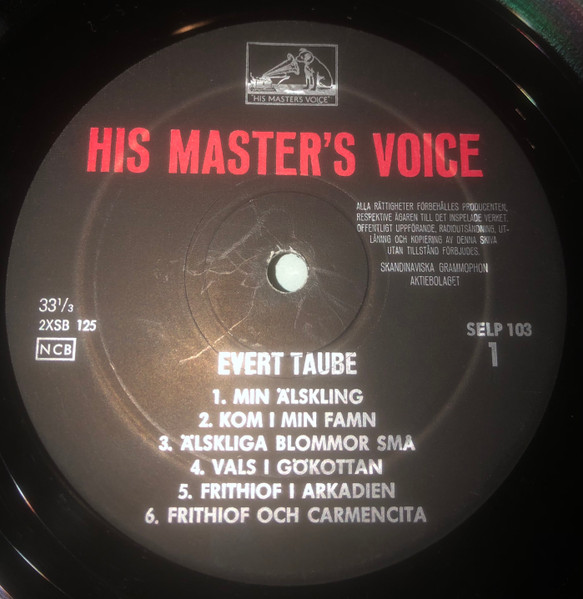 "HIS MASTER'S VOICE"
HIS MASTER'S VOICE
ALLA RÄTTIGHETER FÖRBEHÅLLES PRODUCENTEN,
RESPEKTIVE ÄGAREN TILL DET INSPELADE VERKET.
OFFENTLIGT UPPFÖRANDE, RADIOUTSÄNDNING, UT-
LÅNING OCH KOPIERING AV DENNA SKIVA
UTAN TILLSTÅND FÖRBJUDES.
SKANDINAVISKA GRAMMOPHON
AKTIEBOLAGET
33⅓
2XSB 125
NCB
SELP 103
1
EVERT TAUBE
1. MIN ÄLSKLING
2. KOM I MIN FAMN
3. ÄLSKLIGA BLOMMOR SMA
4. VALS I GÖKOTTAN
5. FRITHIOF I ARKADIEN
6. FRITHIOF OCH CARMENCITA